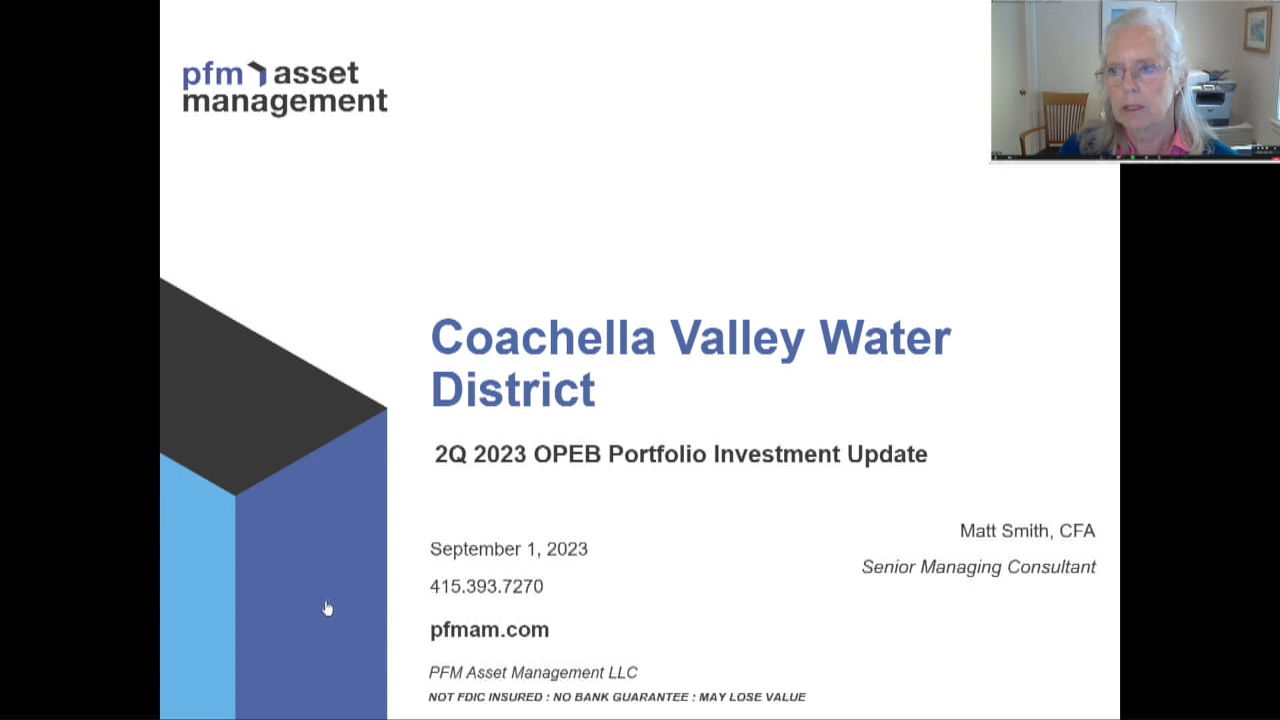 pfm asset
management
Coachella Valley Water
District
2Q 2023 OPEB Portfolio Investment Update
Matt Smith, CFA
September 1, 2023
Senior Managing Consultant
415.393.7270
pfmam.com
PFM Asset Management LLC
NOT FDIC INSURED : NO BANK GUARANTEE : MAY LOSE VALUE